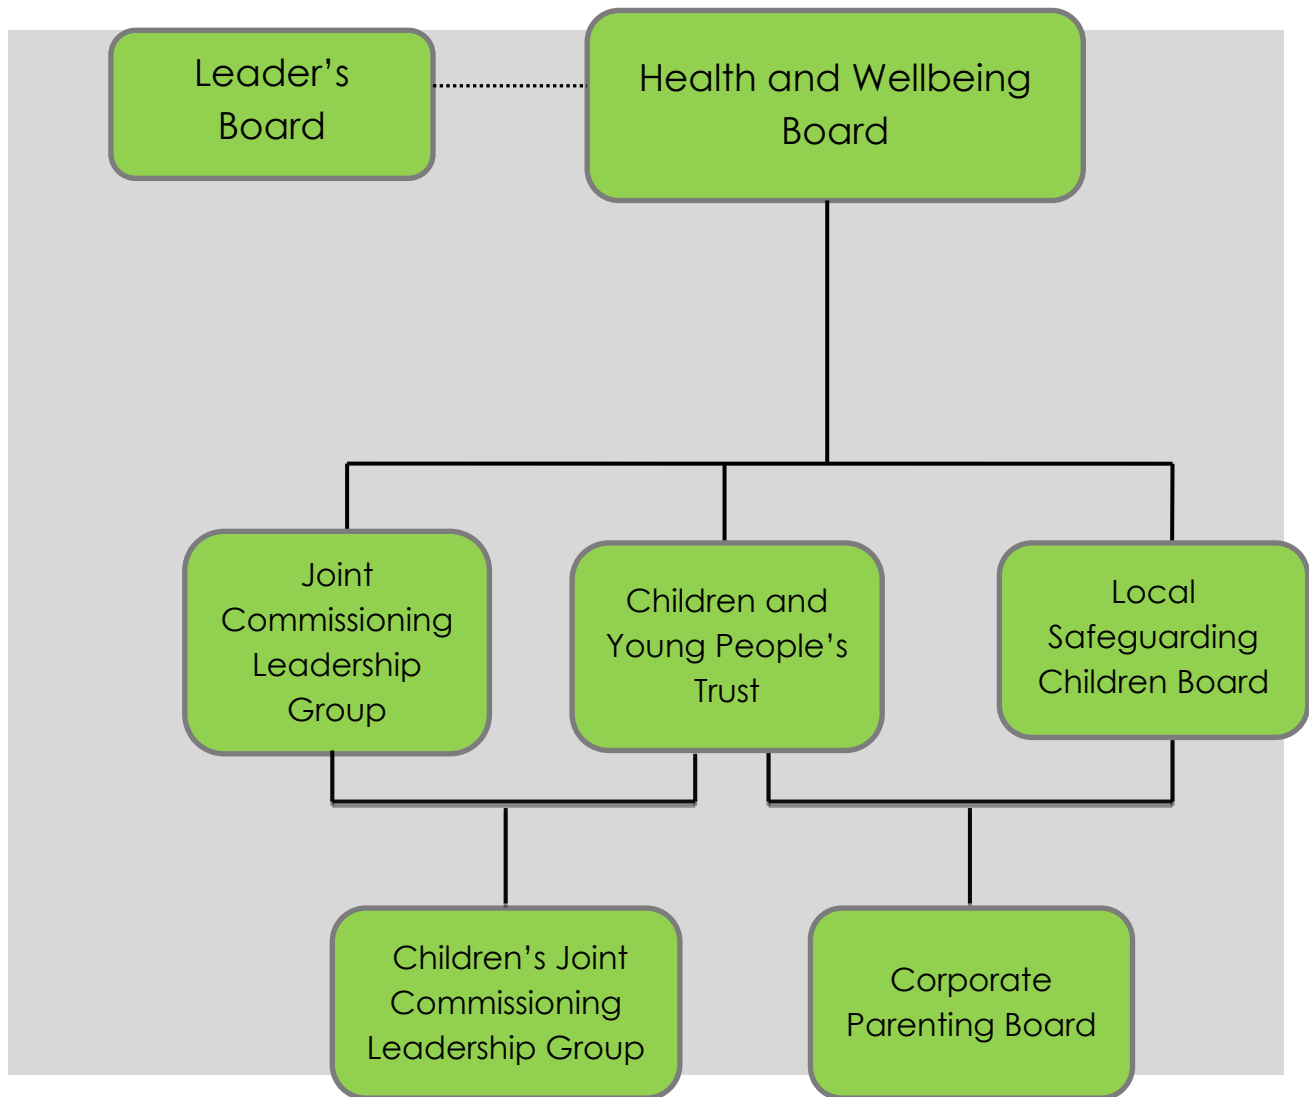 Leader’s
Board
Health and Wellbeing
Board
Joint
Commissioning
Leadership
Group
Children and
Young People’s
Trust
Local
Safeguarding
Children Board
Children’s Joint
Commissioning
Leadership Group
Corporate
Parenting Board